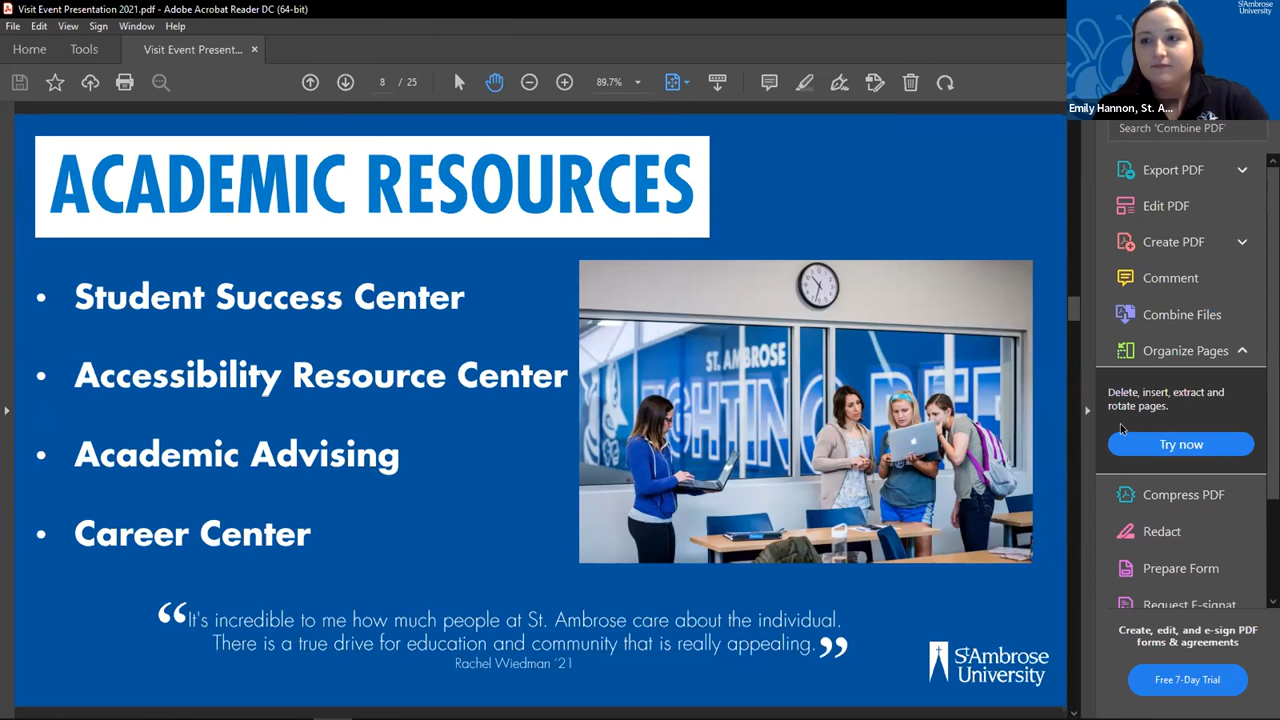 Visit Event Presentation 2021.pdf - Adobe Acrobat Reader DC (64-bit)
File Edit View Sign Window Help
Home Tools Visit Event Present... ×
8 / 25 89.7%
St Ambrose
University
Emily Hannon, St. A...
Search 'Combine PDF'
Export PDF
Edit PDF
Create PDF
Comment
Combine Files
Organize Pages
Delete, insert, extract and
rotate pages.
Try now
Compress PDF
Redact
Prepare Form
Request E-signat
Create, edit, and e-sign PDF
forms & agreements
Free 7-Day Trial
ACADEMIC RESOURCES
• Student Success Center
• Accessibility Resource Center
• Academic Advising
• Career Center
ST. AMBROSE
“It's incredible to me how much people at St. Ambrose care about the individual.
There is a true drive for education and community that is really appealing.”
Rachel Wiedman '21
St Ambrose
University